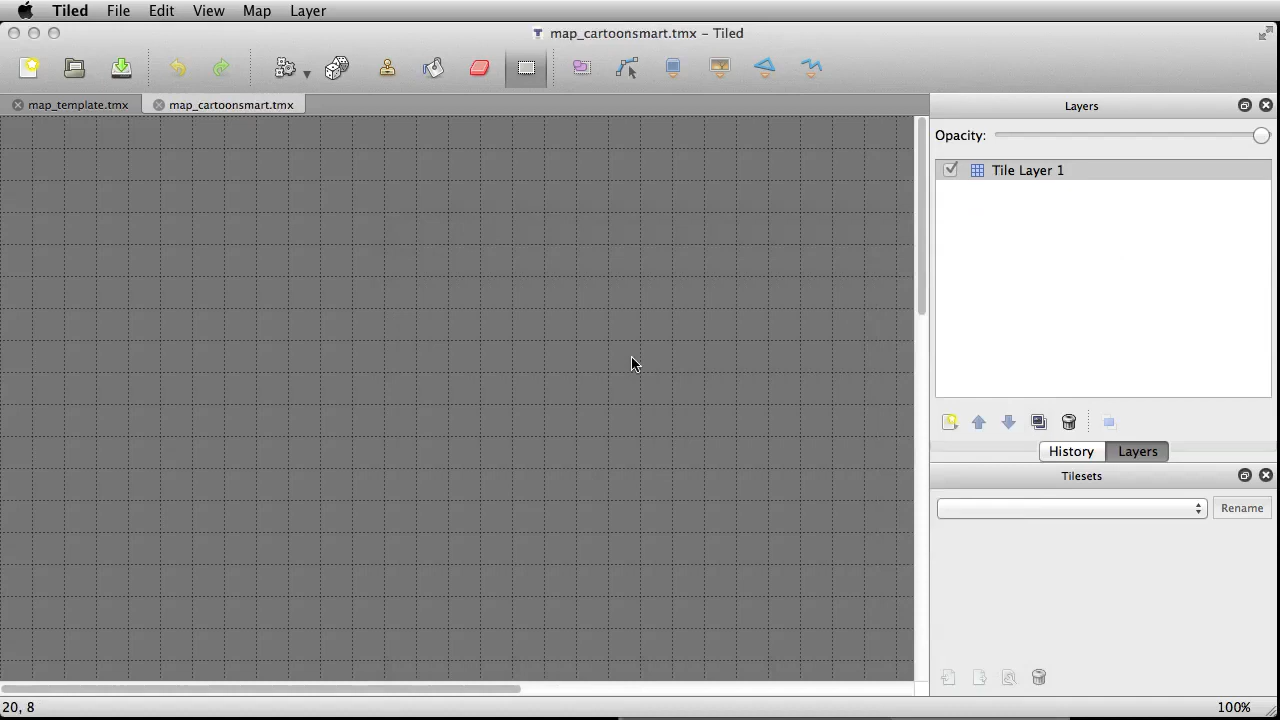 Tiled File Edit View Map Layer
map_cartoonsmart.tmx – Tiled
map_template.tmx map_cartoonsmart.tmx
Layers
Opacity:
Tile Layer 1
History Layers
Tilesets
Rename
20, 8 100%